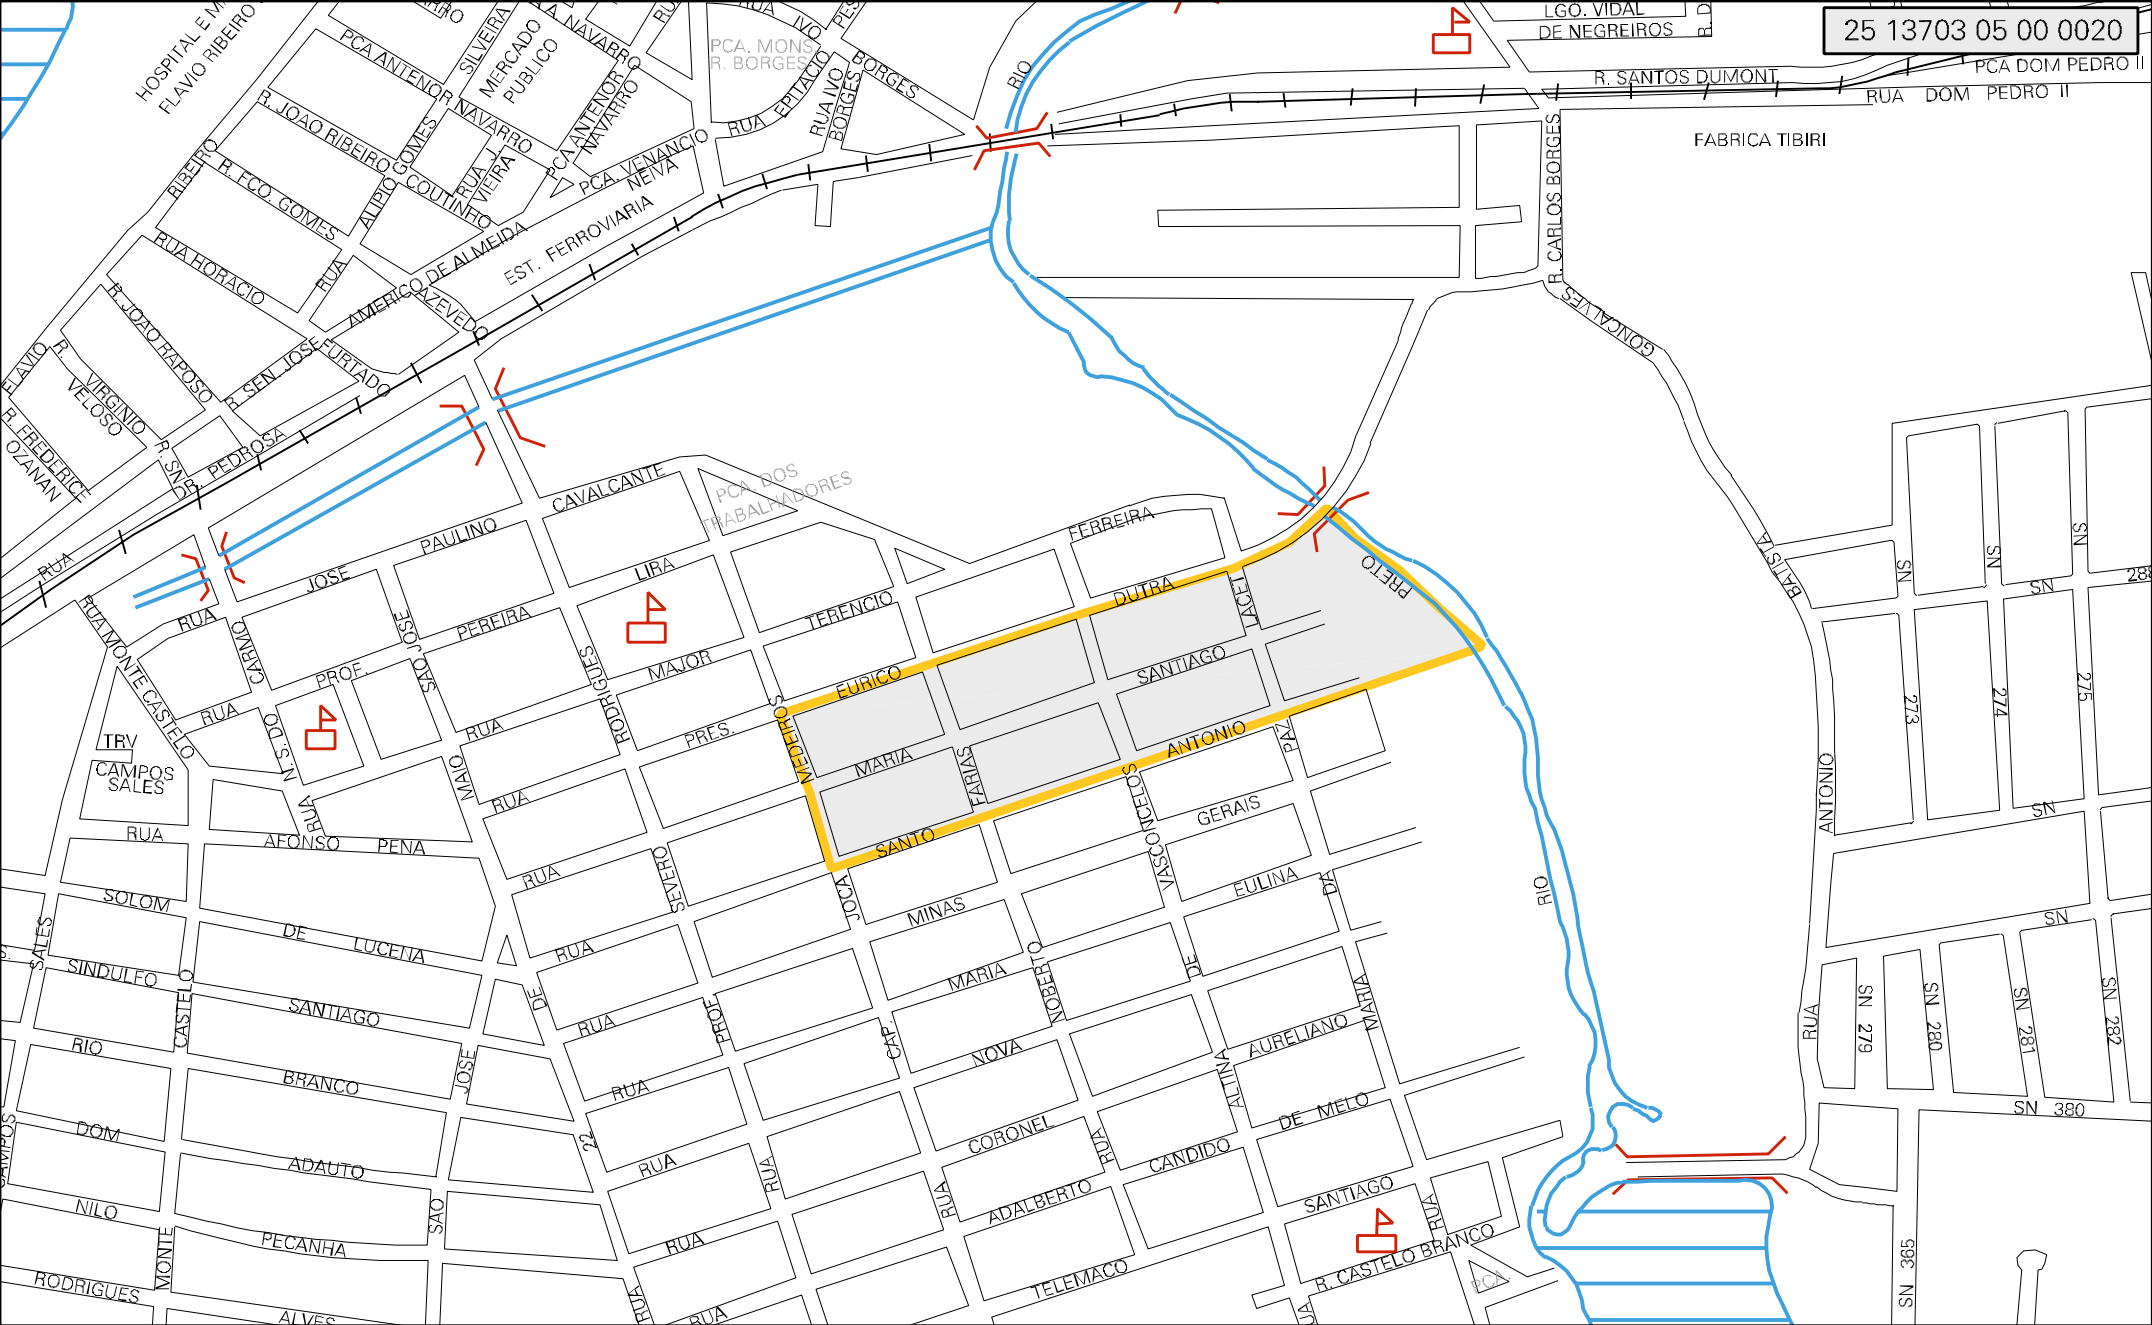 25 13703 05 00 0020
LGO. VIDAL
DE NEGREIROS
R. D
PCA DOM PEDRO II
R. SANTOS DUMONT
RUA DOM PEDRO II
FABRICA TIBIRI
HOSPITAL E M
FLAVIO RIBEIRO
PCA ANTENOR NAVARRO
SILVEIRA
MERCADO
PUBLICO
A. NAVARRO
PCA. MONS
R. BORGES
RUA
IVO
BORGES
RUA EPITACIO
RUA IVO
BORGES
RIO
PCA ANTENOR
NAVARRO
PCA. VENANCIO
NEIVA
R. JOAO RIBEIRO COUTINHO
RUA J.
VIEIRA
RIBEIRO
R. FCO. GOMES
RUA ALIPIO GOMES
RUA HORACIO
AMERICO DE ALMEIDA
EST. FERROVIARIA
AZEVEDO
R. JOAO RAPOSO
R. SEN. JOSE
FURTADO
FLAVIO
R. VIRGINIO
VELOSO
R. FREDERICE
OZANAN
R. SN
RUA DR. PEDROSA
R. CARLOS BORGES
GONCALVES
PCA. DOS
TRABALHADORES
RUA JOSE PAULINO CAVALCANTE
RUA MONTE CASTELO
N. S. DO CARMO
SAO JOSE
RUA PROF. PEREIRA LIRA
RUA MAJOR TERENCIO FERREIRA
RUA PRES. EURICO DUTRA
LACET
SANTIAGO
MARIA
FARIAS
MEDEIROS
RODRIGUES
MAIO
SANTO ANTONIO
PRETO
RUA
TRV
CAMPOS
SALES
RUA AFONSO PENA
SOLOM DE LUCENA
SINDULFO SANTIAGO
RIO BRANCO
DOM ADAUTO
NILO PECANHA
RODRIGUES ALVES
SALES
CASTELO
MONTE
JOSE
SAO
DE
22
RUA
SEVERO
PROF
RUA
JOCA
CAP
RUA
VASCONCELOS
NOBERTO
RUA
PAZ
DA
MARIA
DE
ALTINA
RUA
RUA MINAS GERAIS
RUA MARIA EULINA
RUA NOVA
RUA CORONEL AURELIANO
RUA ADALBERTO CANDIDO DE MELO
RUA TELEMACO SANTIAGO
R. CASTELO BRANCO
PCA.
RIO
BATISTA
ANTONIO
RUA
SN
SN
SN
SN
288
273
274
275
SN
SN
SN 279
SN 280
SN 281
SN 282
SN 380
SN 365